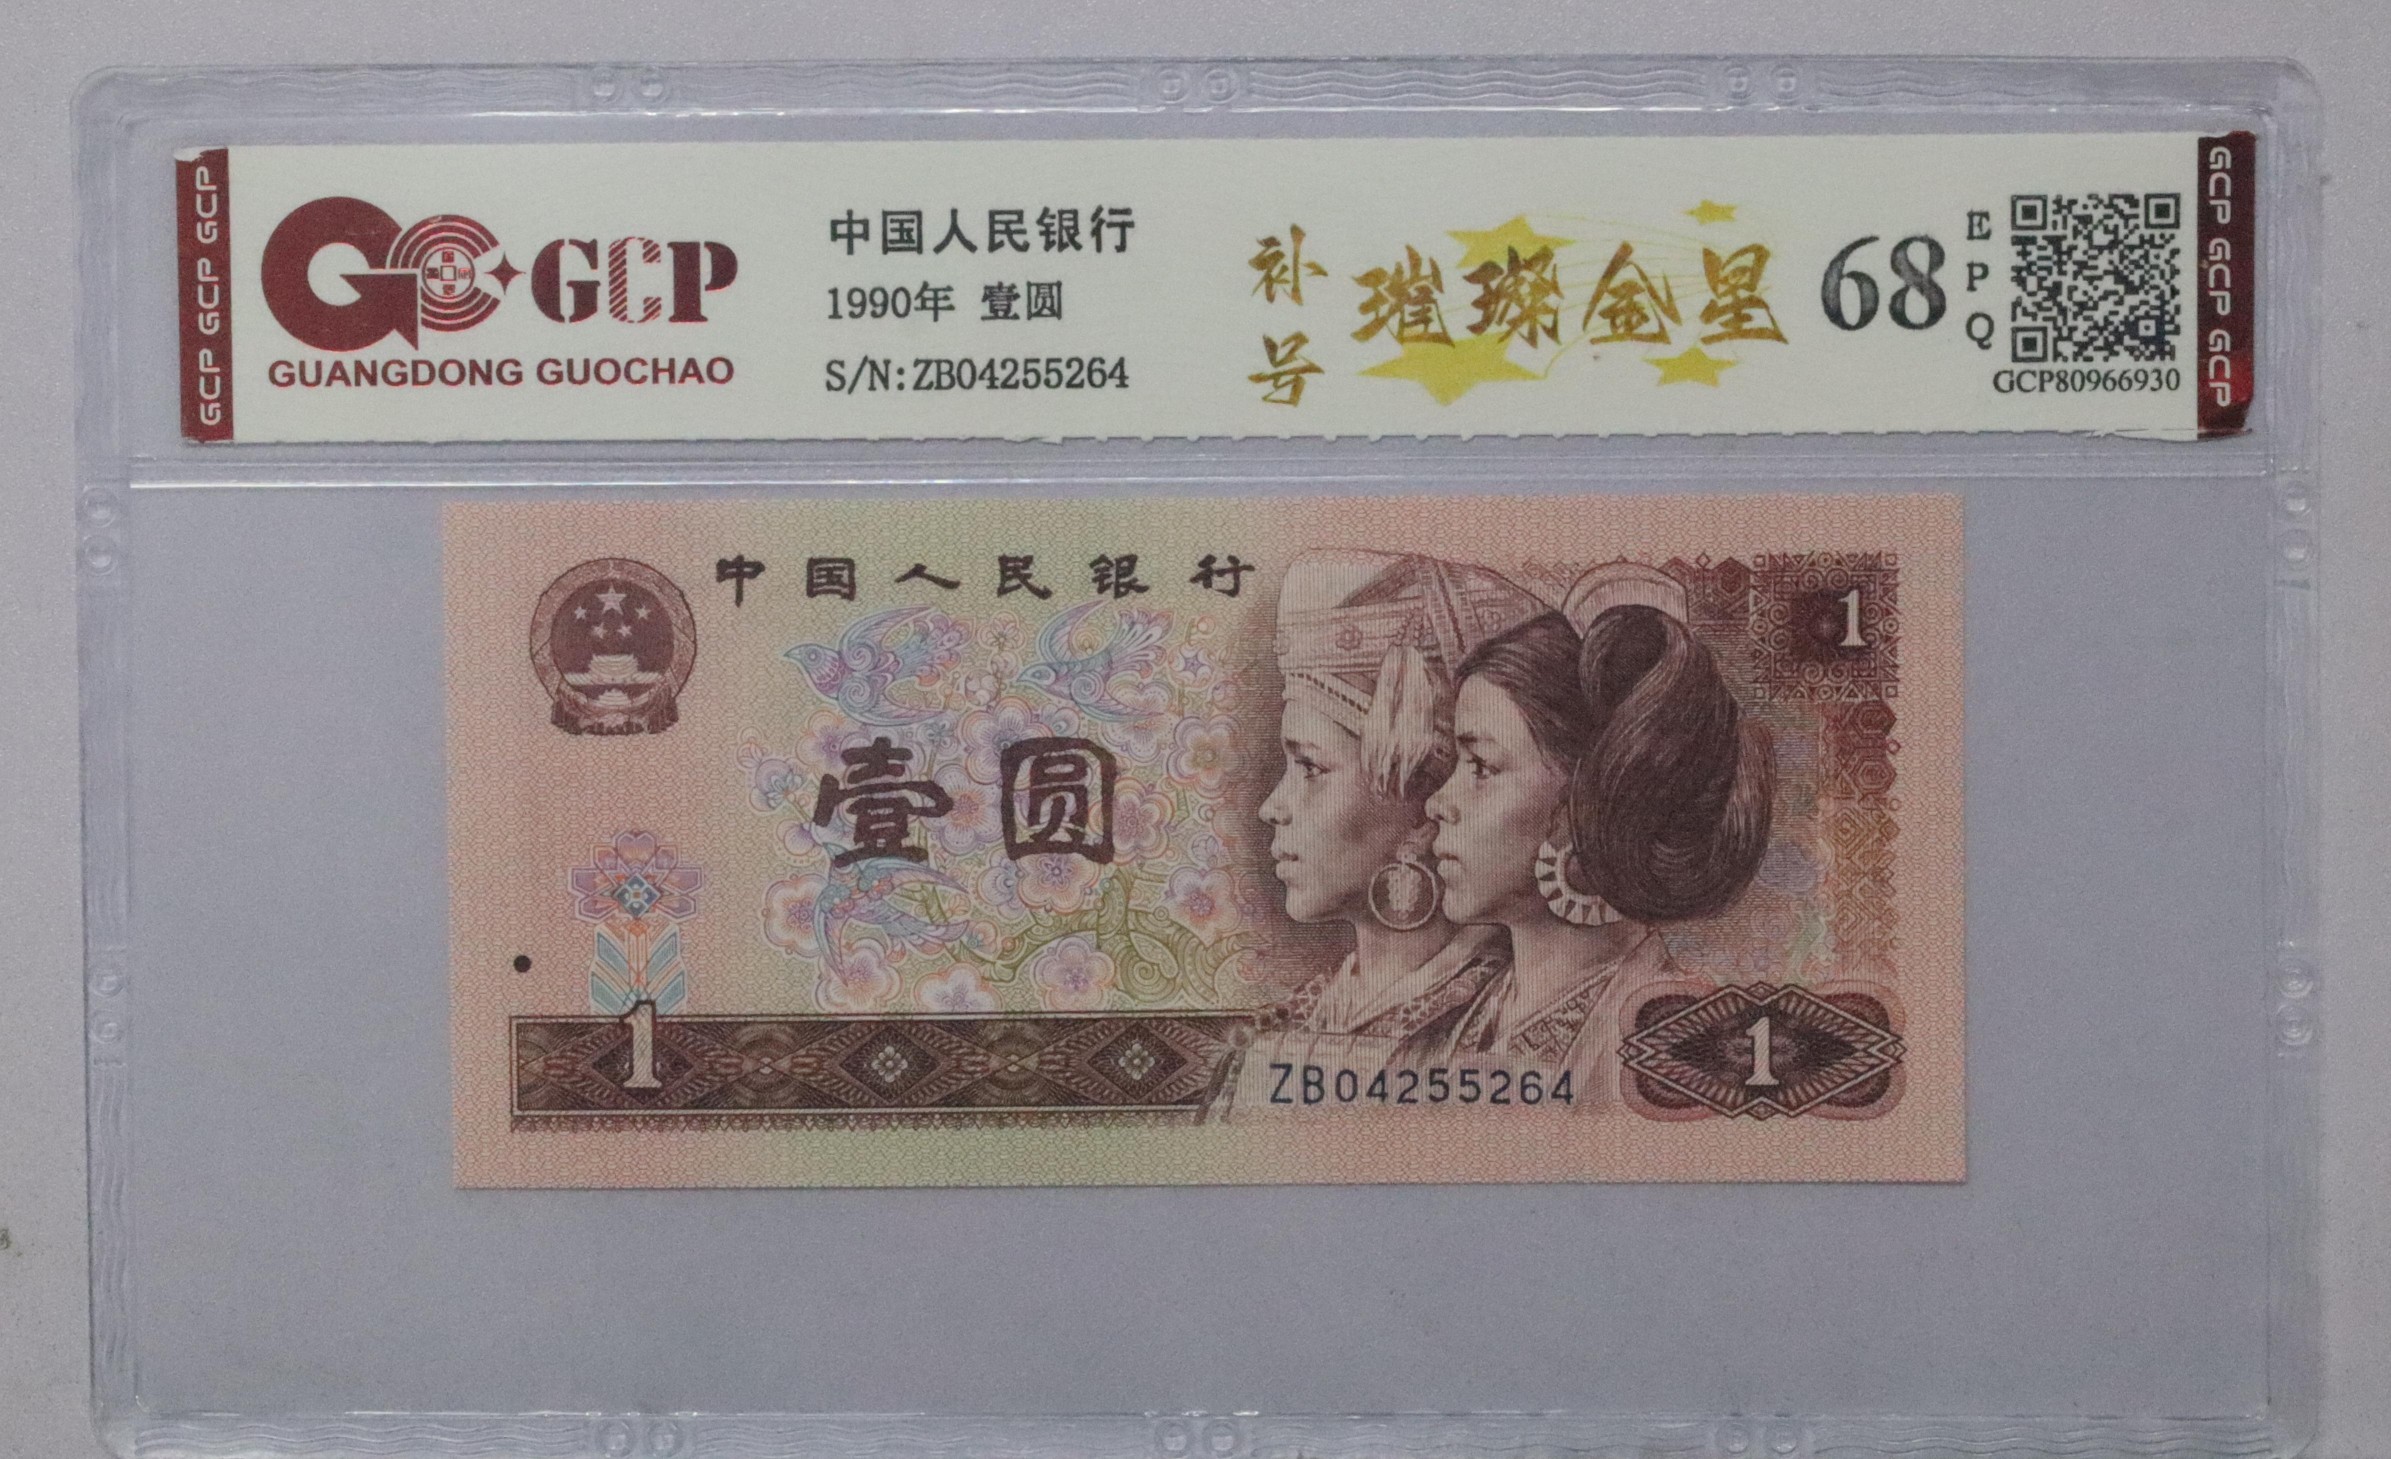 GCP GCP GCP
GCP
GUANGDONG GUOCHAO
中国人民银行
1990年 壹圆
S/N:ZB04255264
补号
璀璨金星
68
EPQ
GCP80966930
GCP GCP GCP
中国人民银行
1
壹圆
1
ZB04255264
1